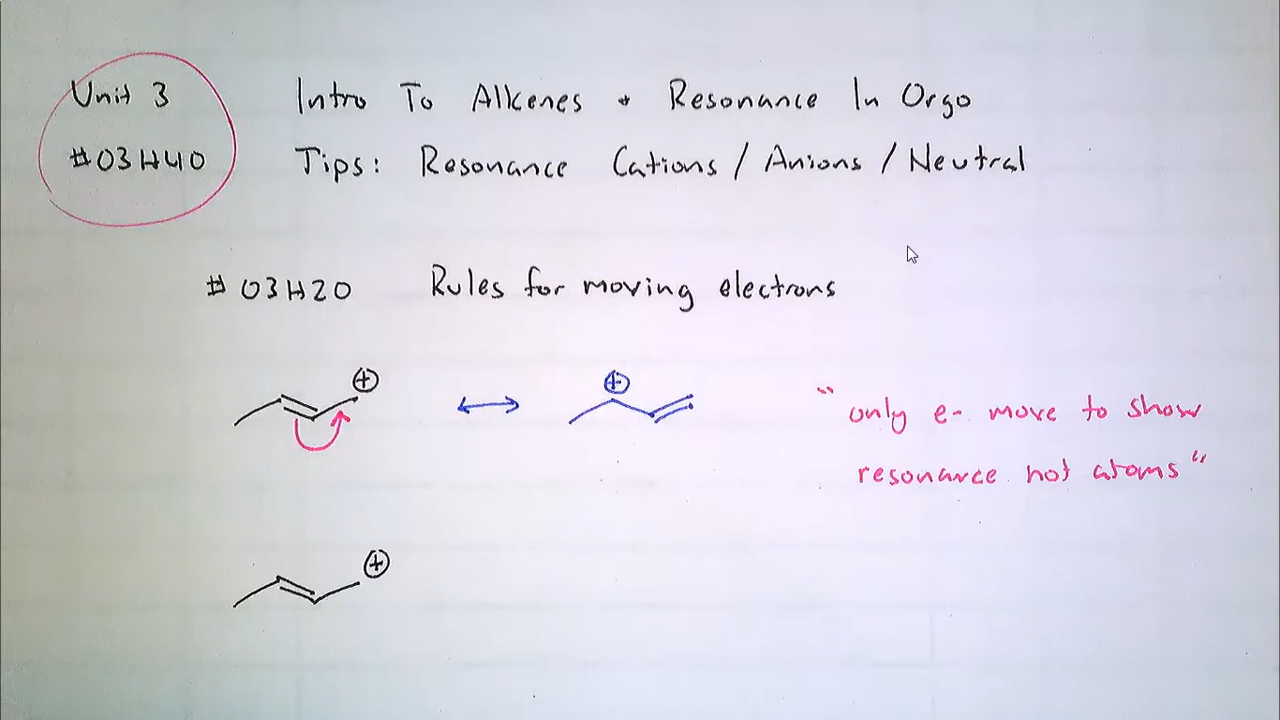 Unit 3 Intro To Alkenes + Resonance In Orgo
#03H40 Tips: Resonance Cations / Anions / Neutral
#03H20 Rules for moving electrons
+ +
"only e- move to show
resonance not atoms"
+